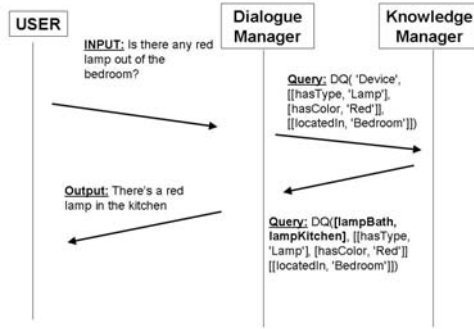 USER
Dialogue
Manager
Knowledge
Manager
INPUT: Is there any red
lamp out of the
bedroom?
Query: DQ( 'Device',
[[hasType, 'Lamp'],
[hasColor, 'Red']],
[[locatedIn, 'Bedroom']])
Output: There's a red
lamp in the kitchen
Query: DQ([lampBath,
lampKitchen], [[hasType,
'Lamp'], [hasColor, 'Red']]
[[locatedIn, 'Bedroom']])